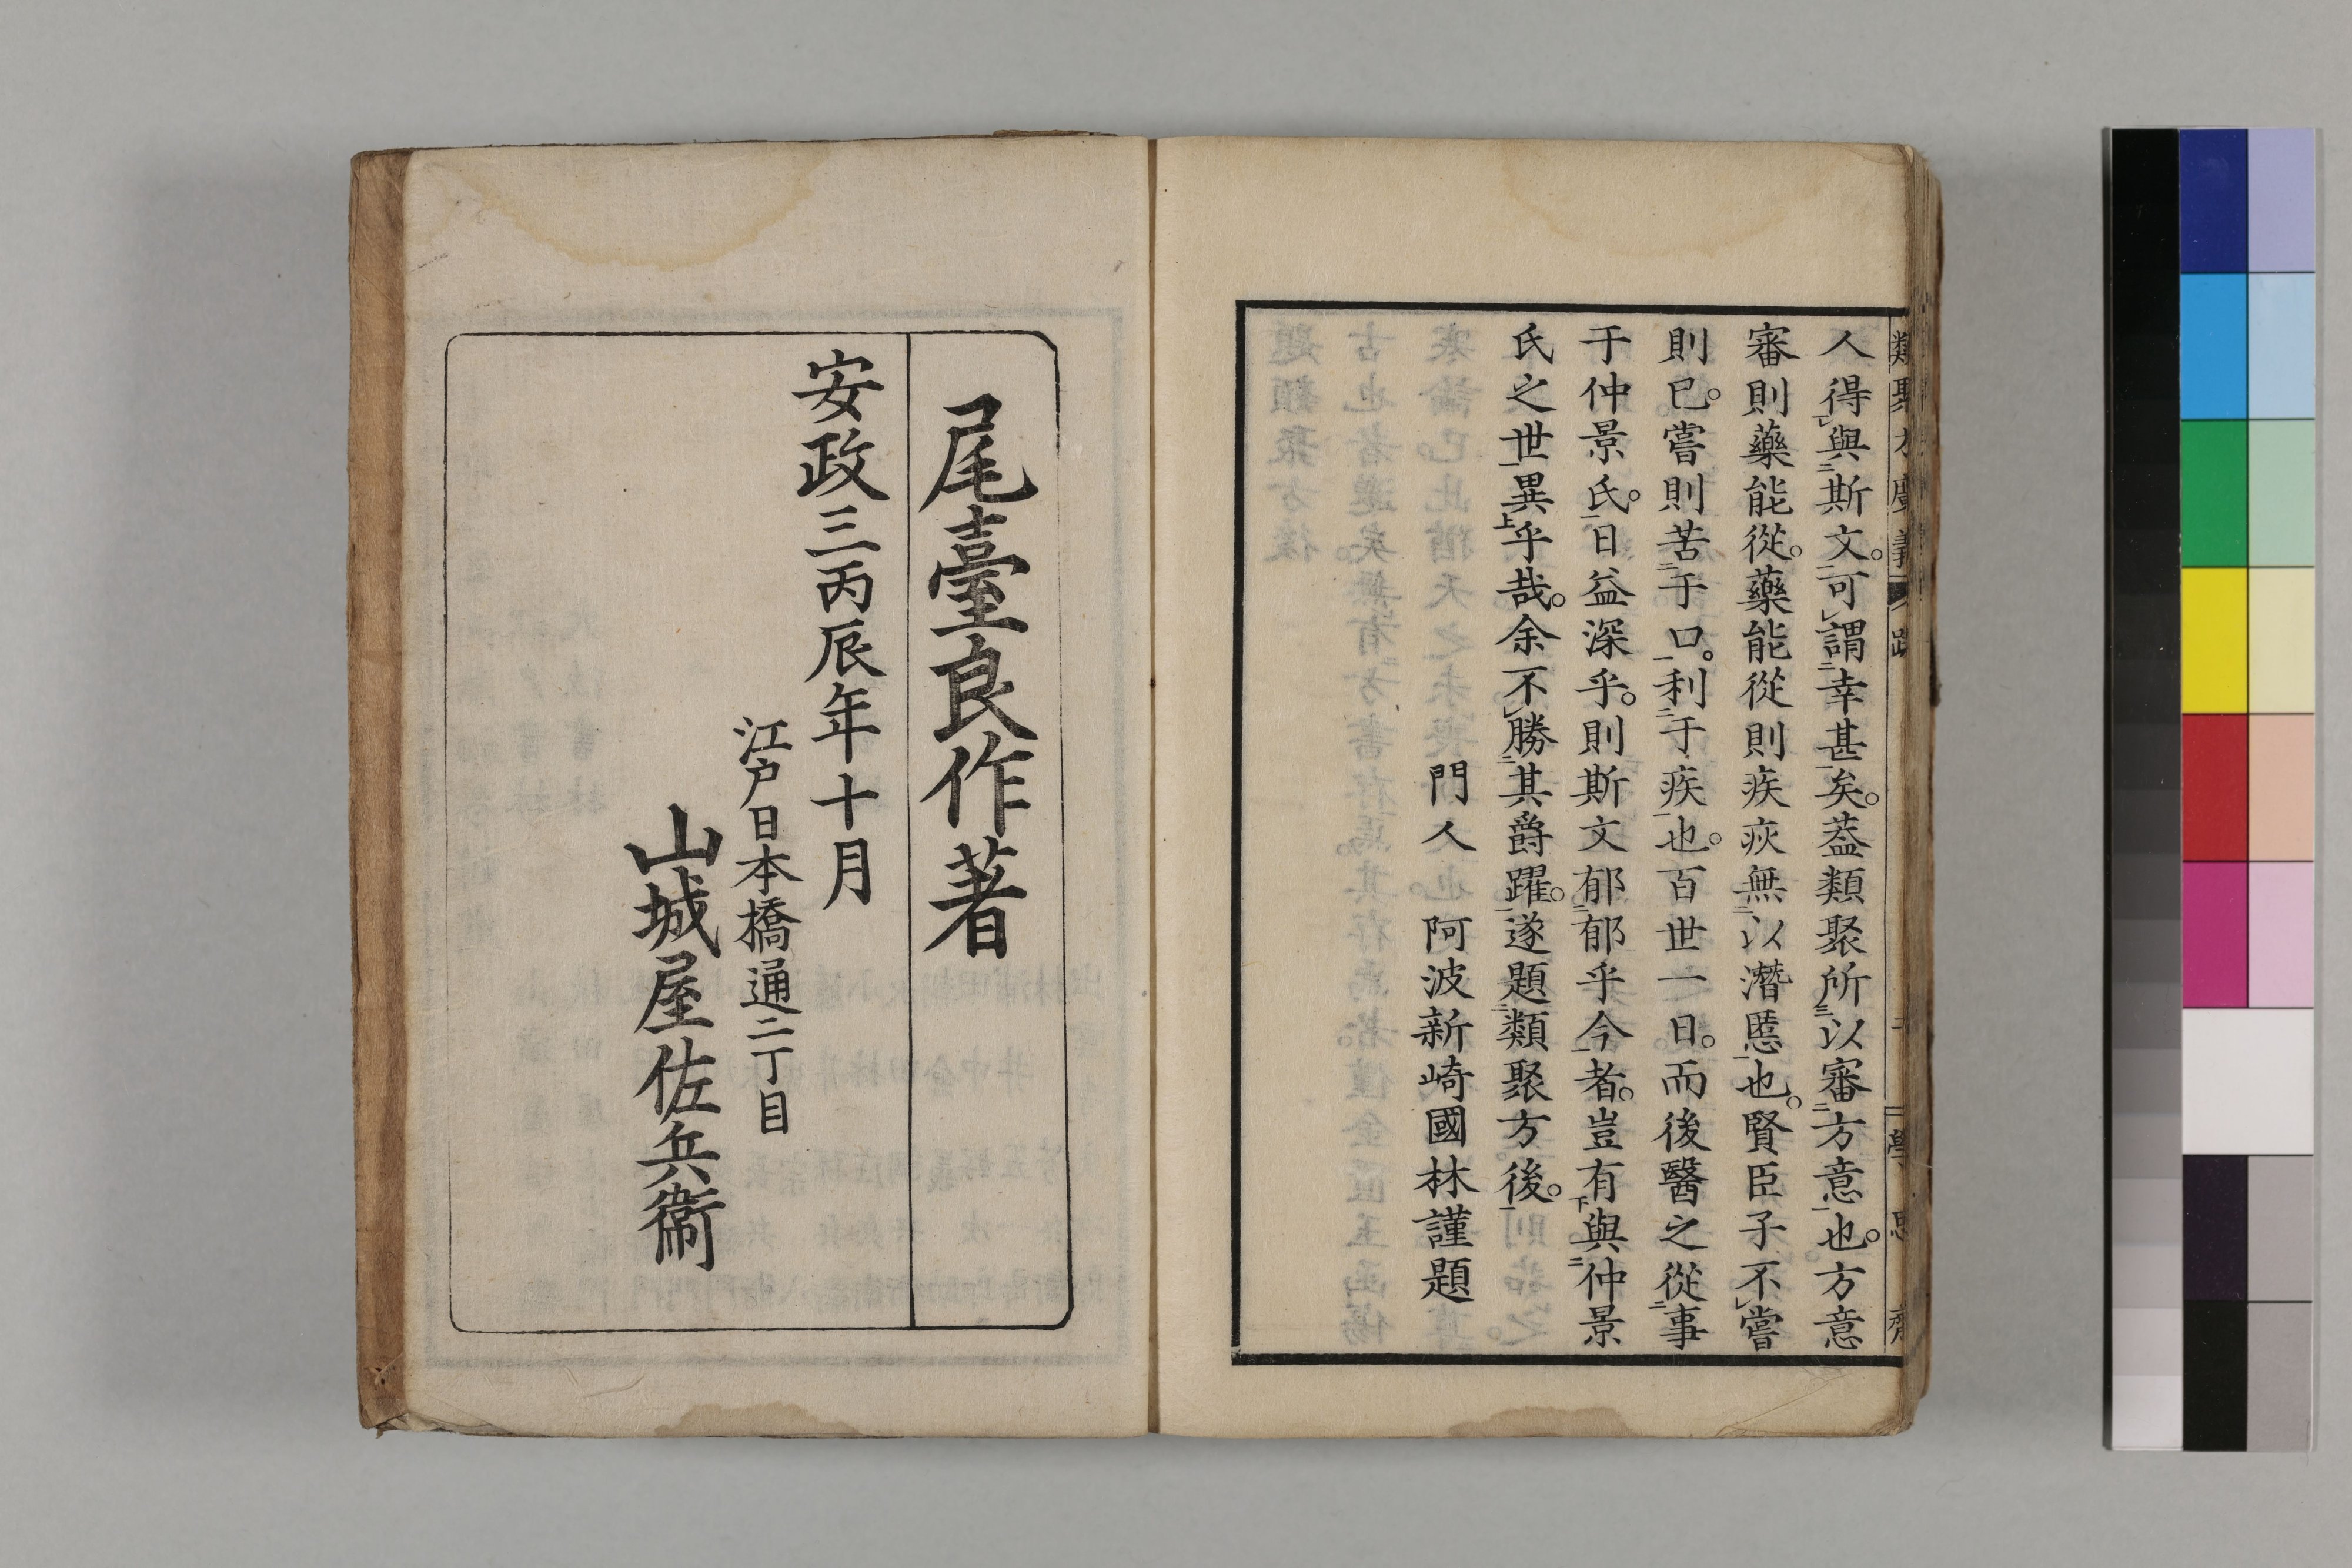 人得與斯文。可謂幸甚矣。蓋類聚所以審方意也。方意
審則藥能從。藥能從則疾疢無以潛匿也。賢臣子不嘗
則已。嘗則苦于口。利于疾也。百世一日。而後醫之從事
于仲景氏。日益深乎。則斯文郁郁乎今者。豈有與仲景
氏之世異乎哉。余不勝其爵躍。遂題類聚方後。
門人 阿波新崎國林謹題
尾臺良作著
安政三丙辰年十月
江戸日本橋通二丁目
山城屋佐兵衞